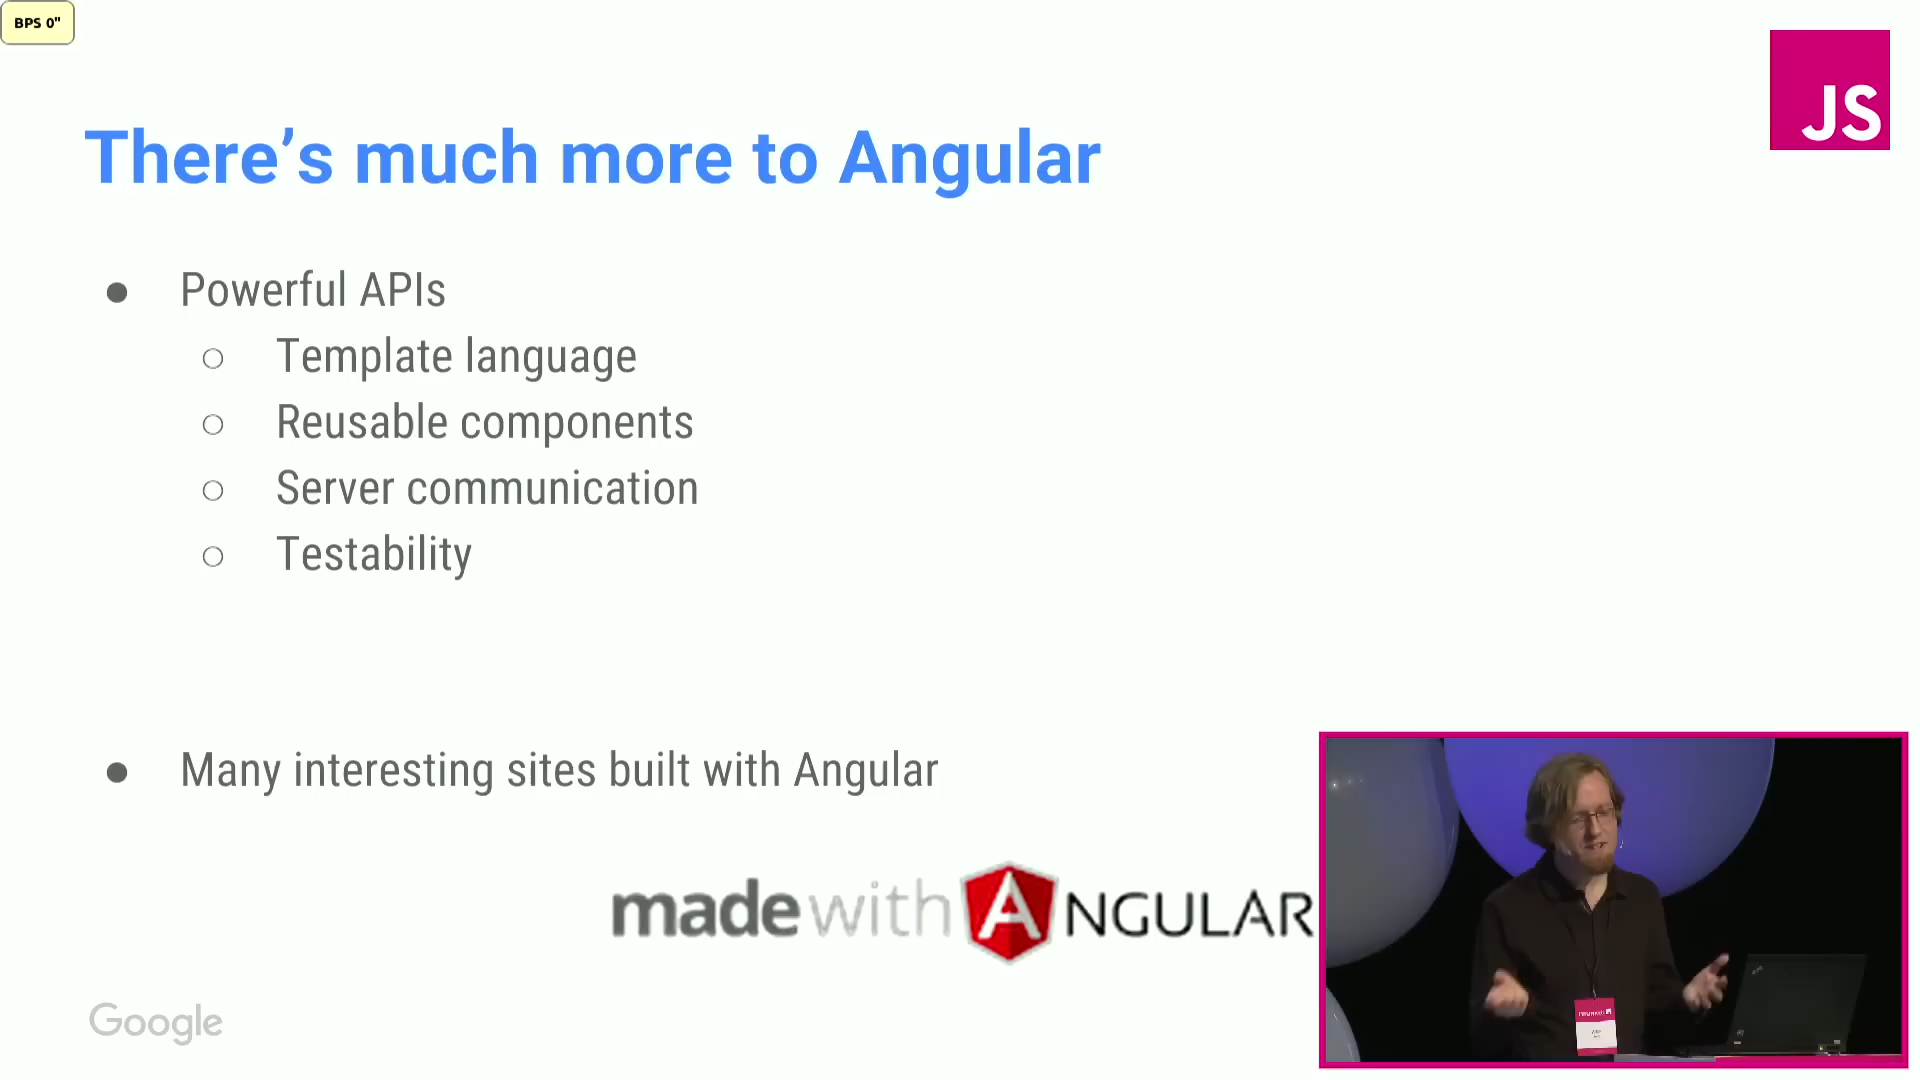 BPS 0"
JS
There’s much more to Angular
● Powerful APIs
○ Template language
○ Reusable components
○ Server communication
○ Testability
● Many interesting sites built with Angular
made with ANGULAR
Google